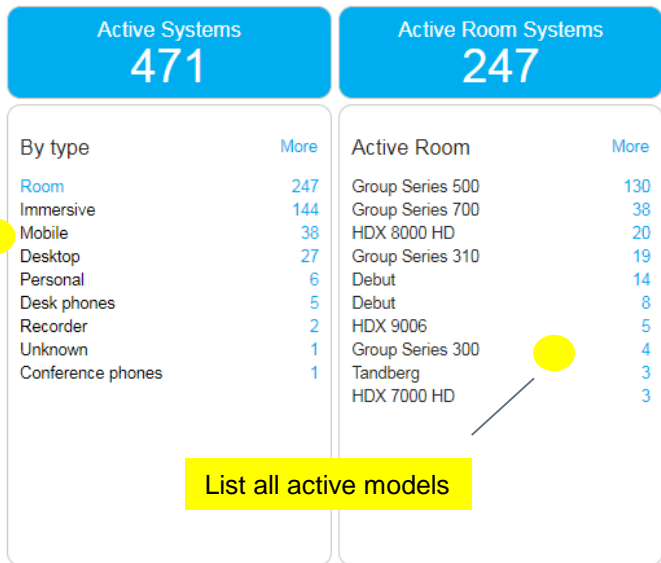 Active Systems
471
Active Room Systems
247
By type More
Room 247
Immersive 144
Mobile 38
Desktop 27
Personal 6
Desk phones 5
Recorder 2
Unknown 1
Conference phones 1
Active Room More
Group Series 500 130
Group Series 700 38
HDX 8000 HD 20
Group Series 310 19
Debut 14
Debut 8
HDX 9006 5
Group Series 300 4
Tandberg 3
HDX 7000 HD 3
List all active models